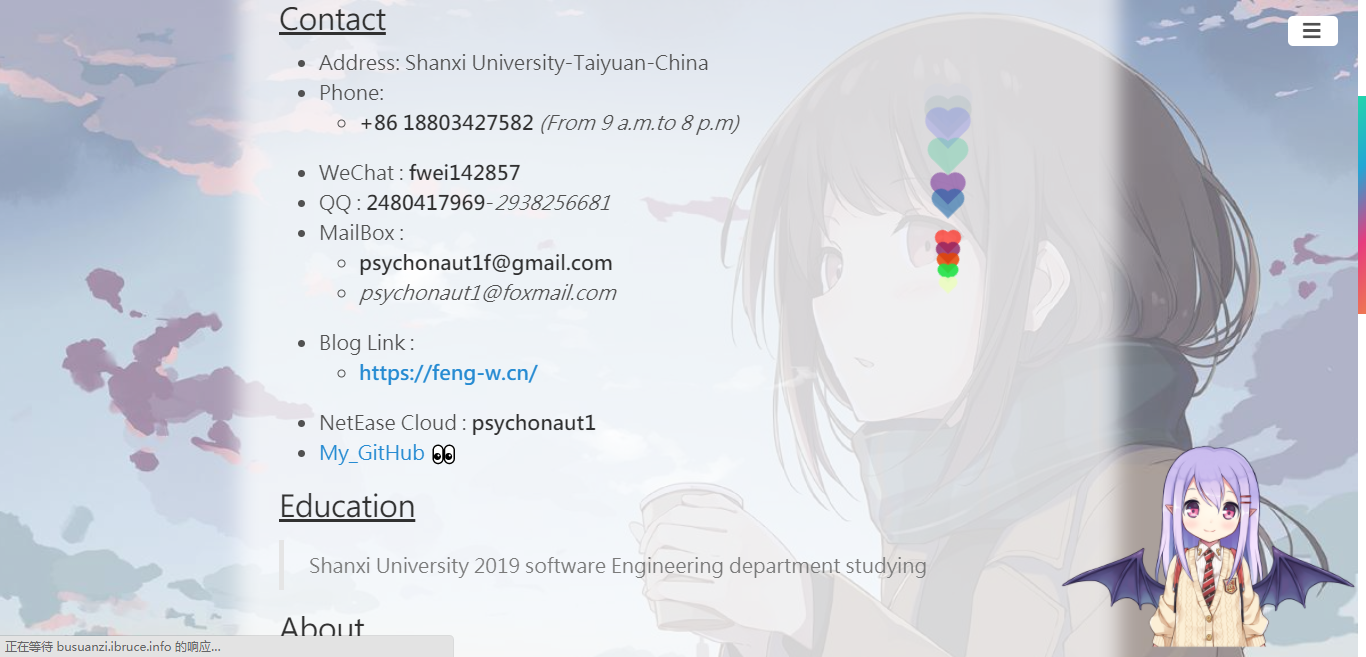 Contact
Address: Shanxi University-Taiyuan-China
Phone:
+86 18803427582 (From 9 a.m.to 8 p.m)
WeChat : fwei142857
QQ : 2480417969-2938256681
MailBox :
psychonaut1f@gmail.com
psychonaut1@foxmail.com
Blog Link :
https://feng-w.cn/
NetEase Cloud : psychonaut1
My_GitHub 👀
Education
Shanxi University 2019 software Engineering department studying
About
正在等待 busuanzi.ibruce.info 的响应...